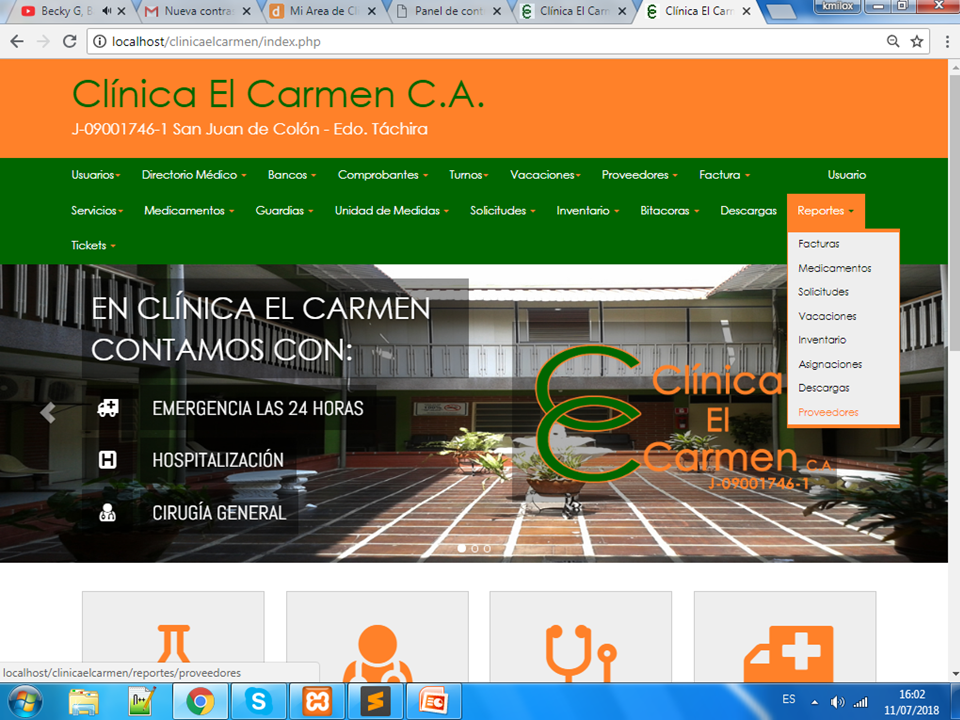 Becky G, B
Nueva contra
Mi Area de Cl
Panel de cont
Clínica El Carm
Clínica El Carm
kmilox
localhost/clinicaelcarmen/index.php
Clínica El Carmen C.A.
J-09001746-1 San Juan de Colón - Edo. Táchira
Usuarios Directorio Médico Bancos Comprobantes Turnos Vacaciones Proveedores Factura Usuario
Servicios Medicamentos Guardias Unidad de Medidas Solicitudes Inventario Bitacoras Descargas Reportes
Tickets
Facturas
Medicamentos
Solicitudes
Vacaciones
Inventario
Asignaciones
Descargas
Proveedores
EN CLÍNICA EL CARMEN
CONTAMOS CON:
EMERGENCIA LAS 24 HORAS
HOSPITALIZACIÓN
CIRUGÍA GENERAL
Clínica
El
Carmen C.A
J-09001746-1
localhost/clinicaelcarmen/reportes/proveedores
ES
16:02
11/07/2018